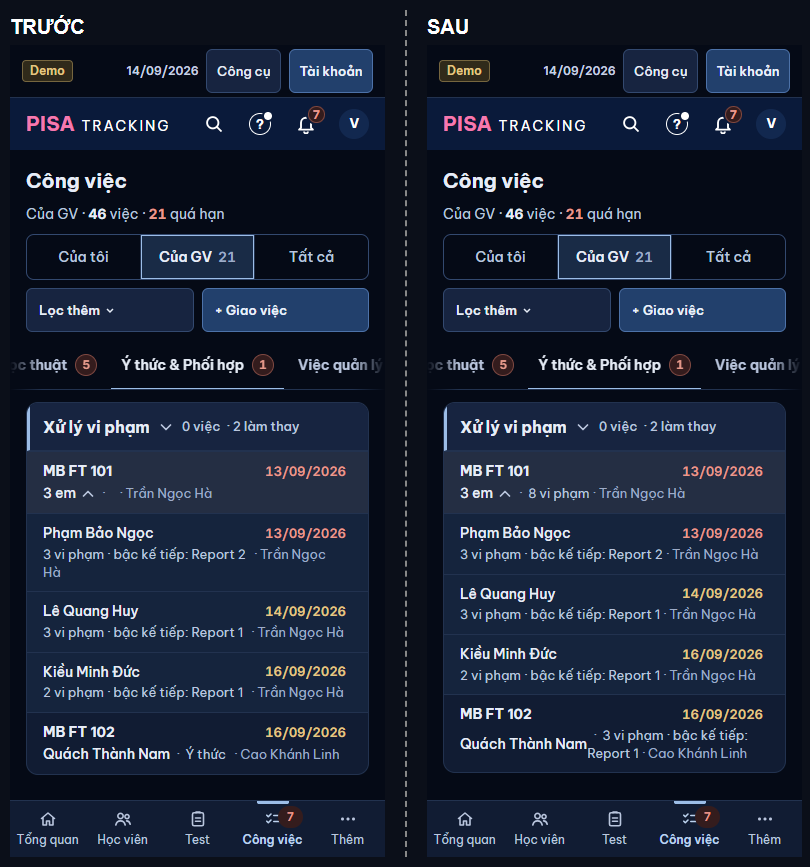 TRƯỚC
Demo
14/09/2026
Công cụ
Tài khoản
PISA TRACKING
?
7
V
Công việc
Của GV · 46 việc · 21 quá hạn
Của tôi
Của GV 21
Tất cả
Lọc thêm
+ Giao việc
ọc thuật 5
Ý thức & Phối hợp 1
Việc quản lý
Xử lý vi phạm 0 việc · 2 làm thay
MB FT 101 13/09/2026
3 em · · Trần Ngọc Hà
Phạm Bảo Ngọc 13/09/2026
3 vi phạm · bậc kế tiếp: Report 2 · Trần Ngọc
Hà
Lê Quang Huy 14/09/2026
3 vi phạm · bậc kế tiếp: Report 1 · Trần Ngọc Hà
Kiều Minh Đức 16/09/2026
2 vi phạm · bậc kế tiếp: Report 1 · Trần Ngọc Hà
MB FT 102 16/09/2026
Quách Thành Nam · Ý thức · Cao Khánh Linh
Tổng quan
Học viên
Test
7
Công việc
Thêm
SAU
Demo
14/09/2026
Công cụ
Tài khoản
PISA TRACKING
?
7
V
Công việc
Của GV · 46 việc · 21 quá hạn
Của tôi
Của GV 21
Tất cả
Lọc thêm
+ Giao việc
ọc thuật 5
Ý thức & Phối hợp 1
Việc quản lý
Xử lý vi phạm 0 việc · 2 làm thay
MB FT 101 13/09/2026
3 em · 8 vi phạm · Trần Ngọc Hà
Phạm Bảo Ngọc 13/09/2026
3 vi phạm · bậc kế tiếp: Report 2 · Trần Ngọc Hà
Lê Quang Huy 14/09/2026
3 vi phạm · bậc kế tiếp: Report 1 · Trần Ngọc Hà
Kiều Minh Đức 16/09/2026
2 vi phạm · bậc kế tiếp: Report 1 · Trần Ngọc Hà
MB FT 102 16/09/2026
Quách Thành Nam · 3 vi phạm · bậc kế tiếp:
Report 1 · Cao Khánh Linh
Tổng quan
Học viên
Test
7
Công việc
Thêm